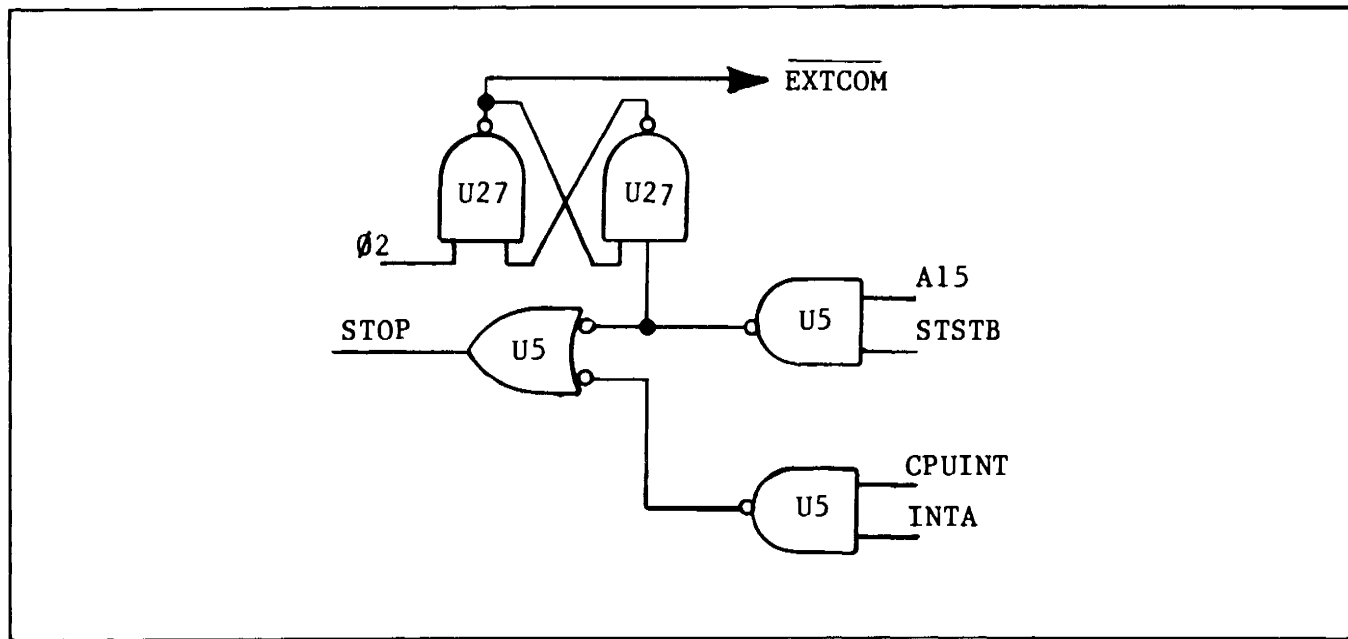 EXTCOM
U27 U27
Ø2
A15
U5
STSTB
STOP
U5
CPUINT
U5
INTA